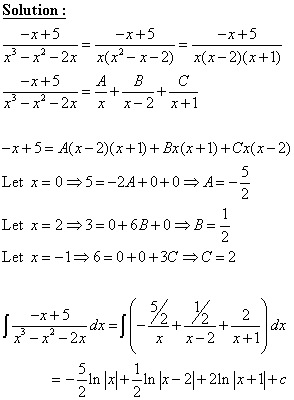 Solution :
(-x+5)/(x³-x²-2x) = (-x+5)/(x(x²-x-2)) = (-x+5)/(x(x-2)(x+1))
(-x+5)/(x³-x²-2x) = A/x + B/(x-2) + C/(x+1)
-x+5 = A(x-2)(x+1)+Bx(x+1)+Cx(x-2)
Let x=0⇒5=-2A+0+0⇒A=-5/2
Let x=2⇒3=0+6B+0⇒B=1/2
Let x=-1⇒6=0+0+3C⇒C=2
∫(-x+5)/(x³-x²-2x) dx = ∫(-(5/2)/x + (1/2)/(x-2) + 2/(x+1)) dx
= -5/2 ln|x| + 1/2 ln|x-2| + 2ln|x+1| + c